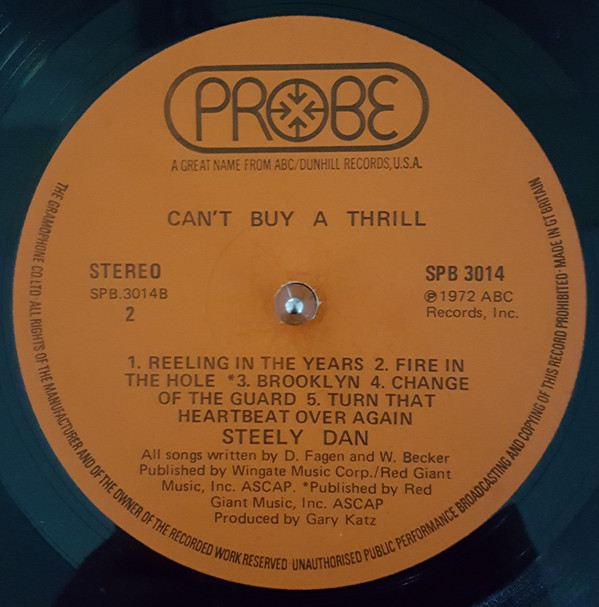 PROBE
A GREAT NAME FROM ABC/DUNHILL RECORDS, U.S.A.
CAN'T BUY A THRILL
STEREO
SPB.3014B
2
SPB 3014
℗1972 ABC
Records, Inc.
1. REELING IN THE YEARS 2. FIRE IN
THE HOLE *3. BROOKLYN 4. CHANGE
OF THE GUARD 5. TURN THAT
HEARTBEAT OVER AGAIN
STEELY DAN
All songs written by D. Fagen and W. Becker
Published by Wingate Music Corp./Red Giant
Music, Inc. ASCAP. *Published by Red
Giant Music, Inc. ASCAP
Produced by Gary Katz
THE GRAMOPHONE CO. LTD · ALL RIGHTS OF THE MANUFACTURER AND OF THE OWNER OF THE RECORDED WORK RESERVED · UNAUTHORISED PUBLIC PERFORMANCE BROADCASTING AND COPYING OF THIS RECORD PROHIBITED · MADE IN GT BRITAIN